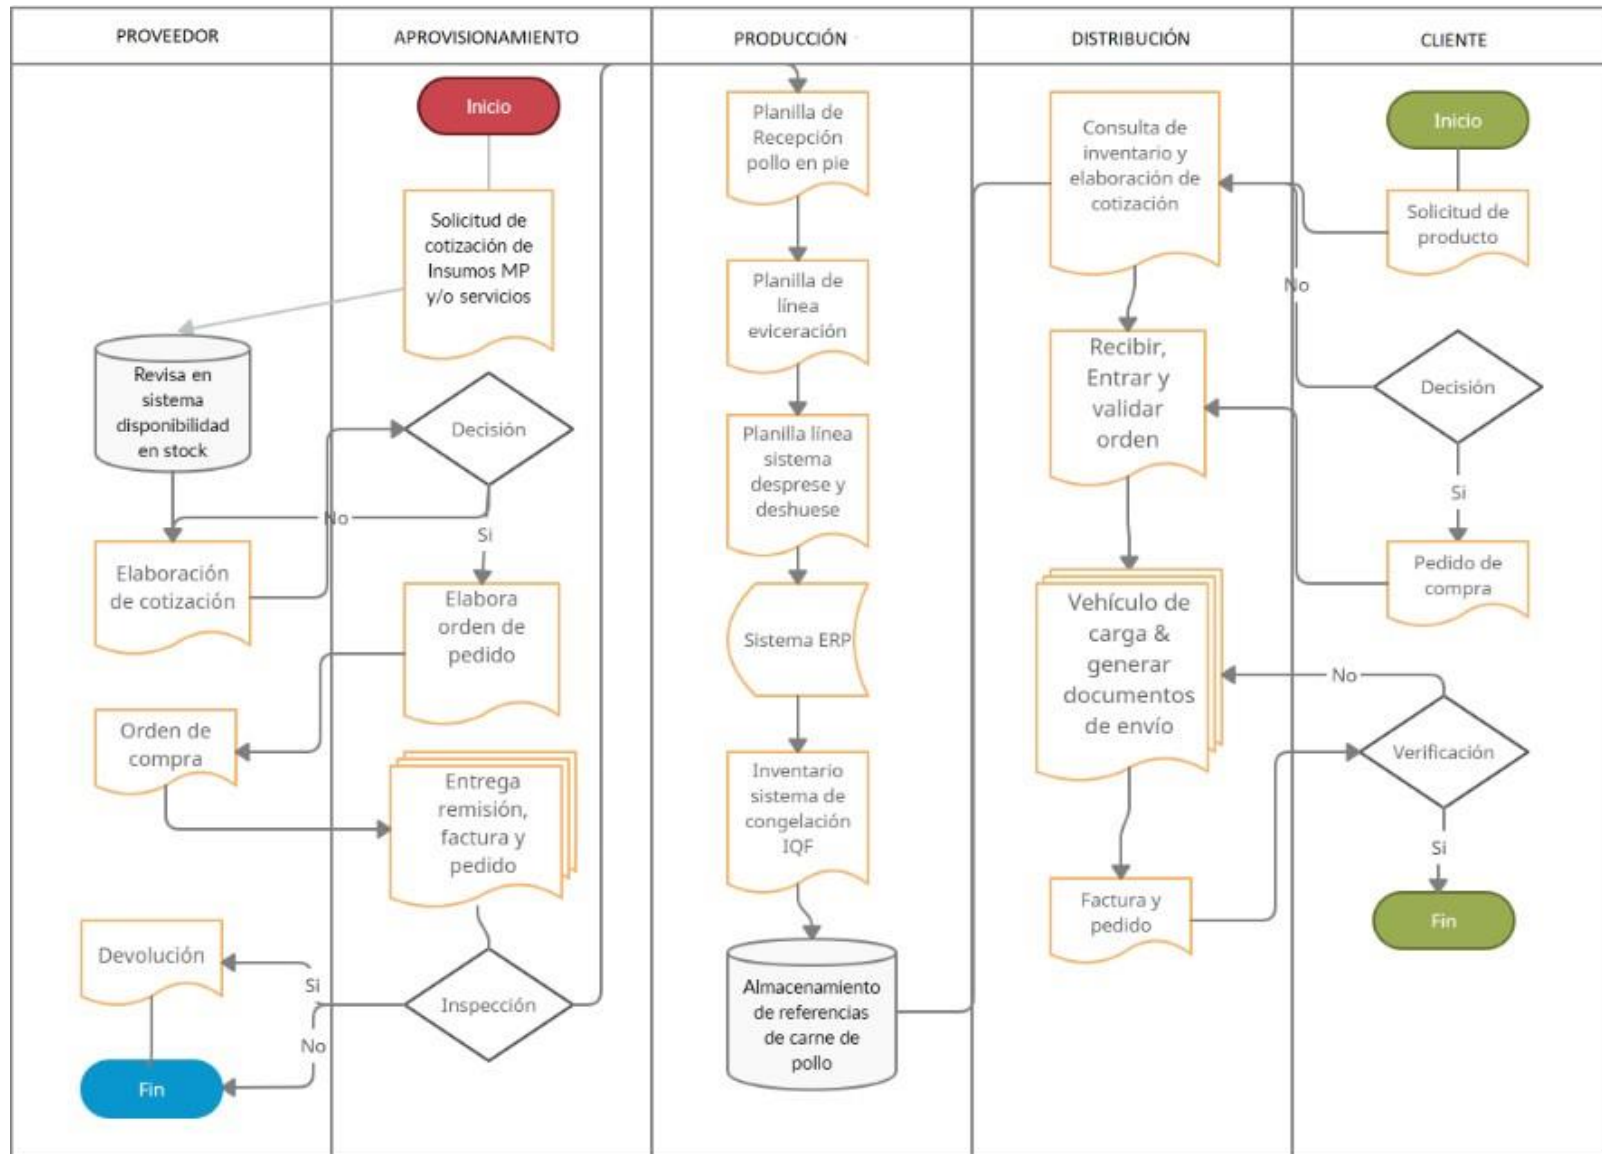 PROVEEDOR
APROVISIONAMIENTO
PRODUCCIÓN
DISTRIBUCIÓN
CLIENTE
Revisa en
sistema
disponibilidad
en stock
Elaboración
de cotización
Orden de
compra
Devolución
Fin
Inicio
Solicitud de
cotización de
Insumos MP
y/o servicios
Decisión
No
Si
Elabora
orden de
pedido
Entrega
remisión,
factura y
pedido
Inspección
Si
No
Planilla de
Recepción
pollo en pie
Planilla de
línea
eviceración
Planilla línea
sistema
desprese y
deshuese
Sistema ERP
Inventario
sistema de
congelación
IQF
Almacenamiento
de referencias
de carne de
pollo
Consulta de
inventario y
elaboración de
cotización
Recibir,
Entrar y
validar
orden
Vehículo de
carga &
generar
documentos
de envío
Factura y
pedido
Inicio
Solicitud de
producto
No
Decisión
Si
Pedido de
compra
No
Verificación
Si
Fin